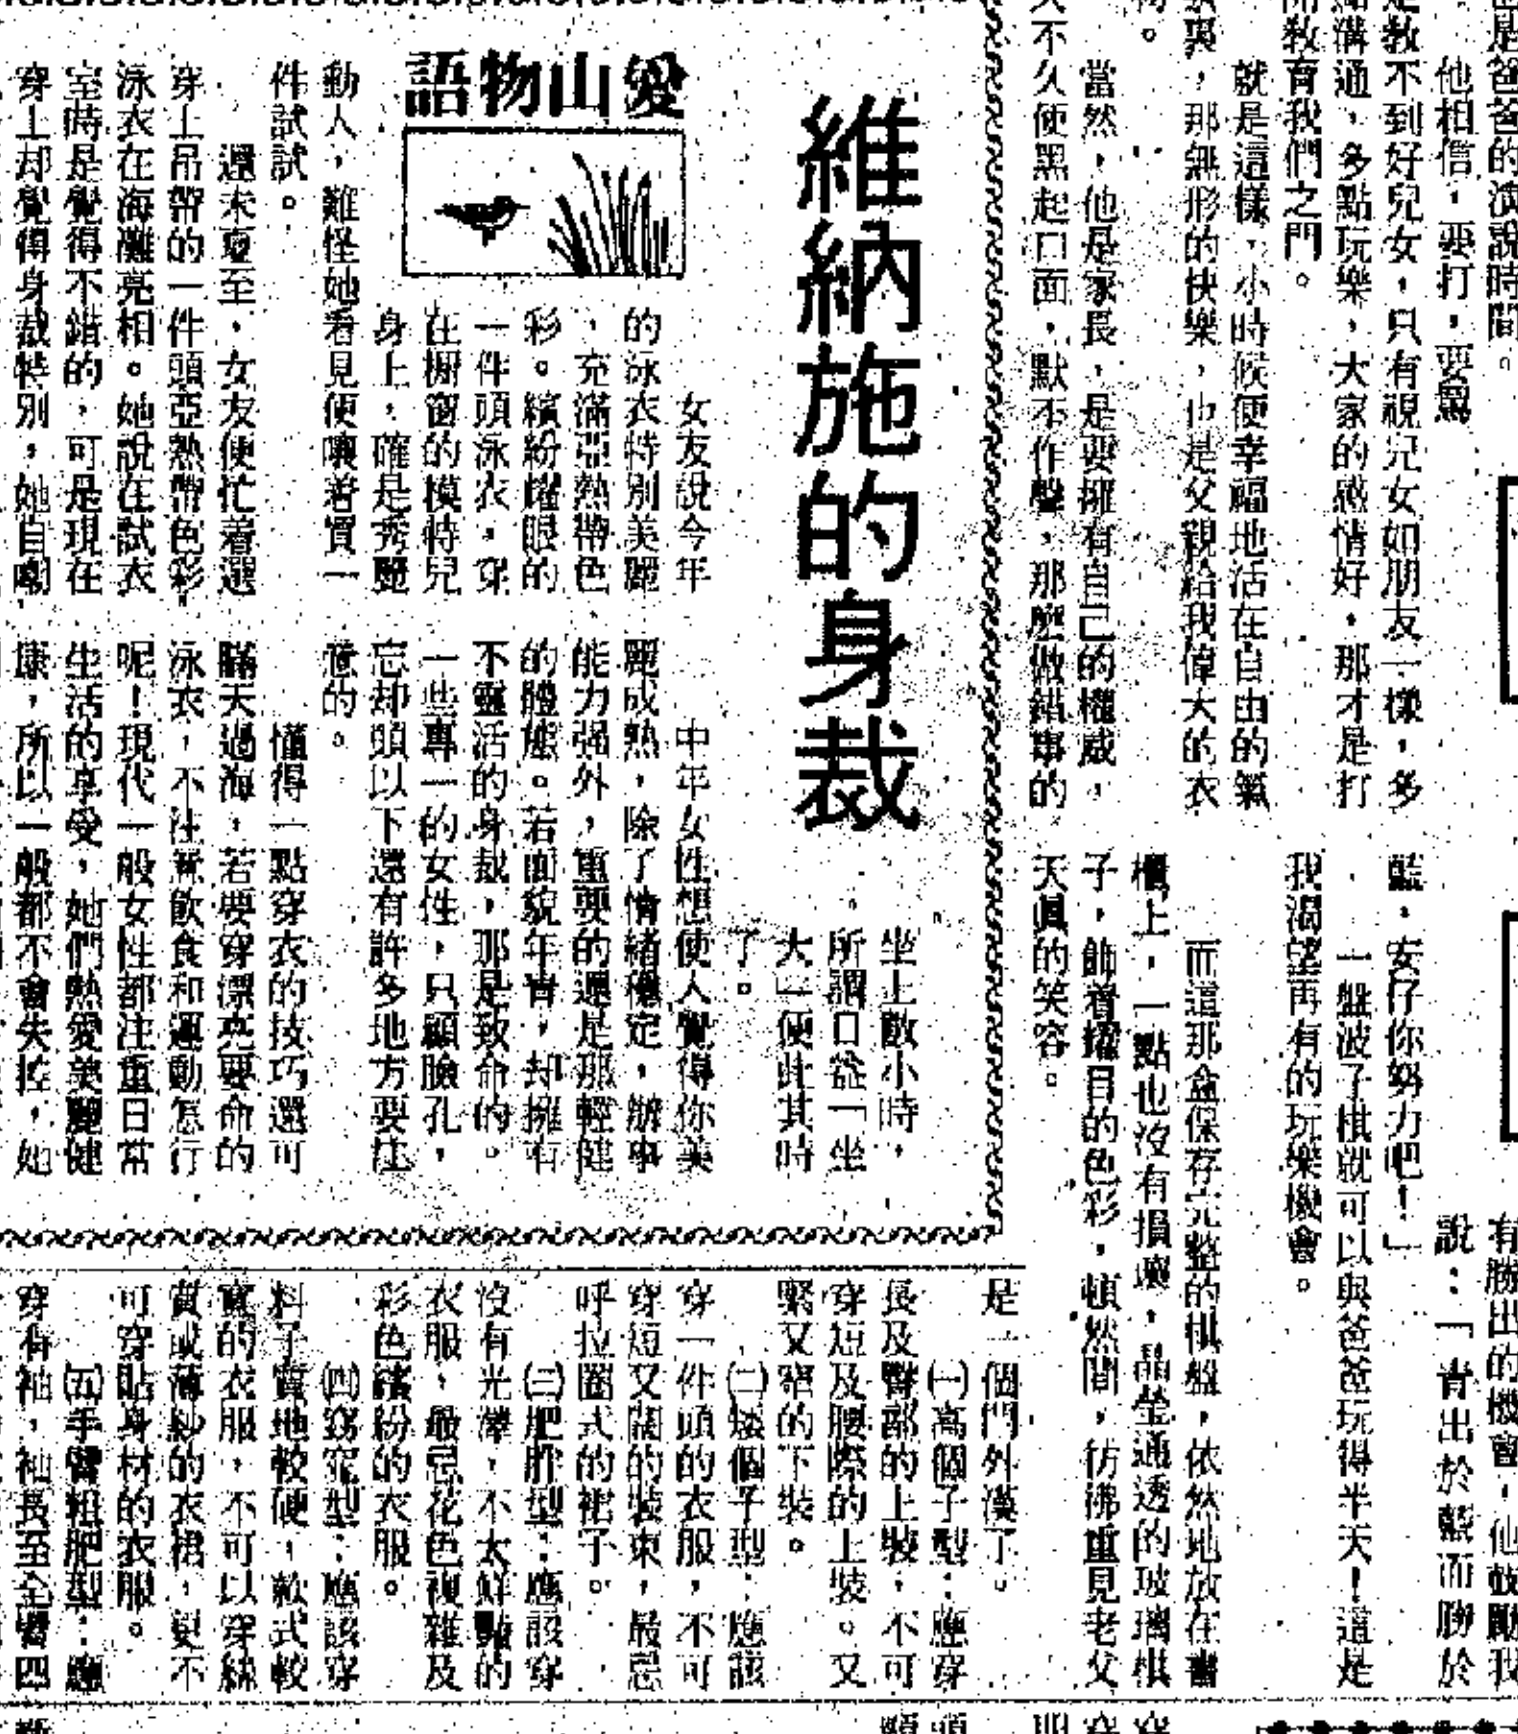 維納施的身裁
愛山物語
女友說今年
的泳衣特別美麗
，充滿亞熱帶色
彩。繽紛耀眼的
一件頭泳衣，穿
在櫥窗的模特兒
身上，確是秀麗
動人，難怪她看見便嚷着買一
件試試。
還未夏至，女友便忙着選
穿上吊帶的一件頭亞熱帶色彩
泳衣在海灘亮相。她說在試衣
室時是覺得不錯的，可是現在
穿上却覺得身裁特別，她自嘲
坐上數小時，
所謂日益「坐
大」便此其時
了。
中年女性想使人覺得你美
麗成熟，除了情緒穩定，辦事
能力强外，重要的還是那輕健
的體態。若面貌年青，却擁有
不靈活的身裁，那是致命的。
一些專一的女性，只顧臉孔，
忘却頭以下還有許多地方要注
意的。
懂得一點穿衣的技巧還可
瞞天過海，若要穿漂亮要命的
泳衣，不注意飲食和運動怎行
呢！現代一般女性都注重日常
生活的享受，她們熱愛美麗健
康，所以一般都不會失控，她
是爸爸的演說時間。
他相信，要打，要罵
是教不到好兒女，只有視兒女如朋友一樣，多
點溝通，多點玩樂，大家的感情好，那才是打
開教育我們之門。
就是這樣，小時候便幸福地活在自由的氣
裏，那無形的快樂，也是父親給我偉大的衣
物。
當然，他是家長，是要擁有自己的權威，
不久便黑起口面，默不作聲，那麽做錯事的
有勝出的機會，他鼓勵我
說：「青出於藍而勝於
藍，安仔你努力吧！」
一盤波子棋就可以與爸爸玩得半天！這是
我渴望再有的玩樂機會。
而這那盒保存完整的棋盤，依然地放在書
櫃上，一點也沒有損壞，晶瑩通透的玻璃棋
子，飾着耀目的色彩，頓然間，彷彿重見老父
天真的笑容。
是一個門外漢了。
㈠高個子型：應穿
長及臀部的上裝，不可
穿短及腰際的上裝。又
緊又窄的下裝。
㈡矮個子型：應該
穿一件頭的衣服，不可
穿短又闊的裝束，最忌
呼拉圈式的裙子。
㈢肥胖型：應該穿
沒有光澤，不太鮮豔的
衣服，最忌花色複雜及
彩色繽紛的衣服。
㈣窈窕型：應該穿
料子質地較硬，款式較
寬的衣服，不可以穿絲
質或薄紗的衣裙，更不
可穿貼身材的衣服。
㈤手臂粗肥型：應
穿有袖，袖長至全臂四